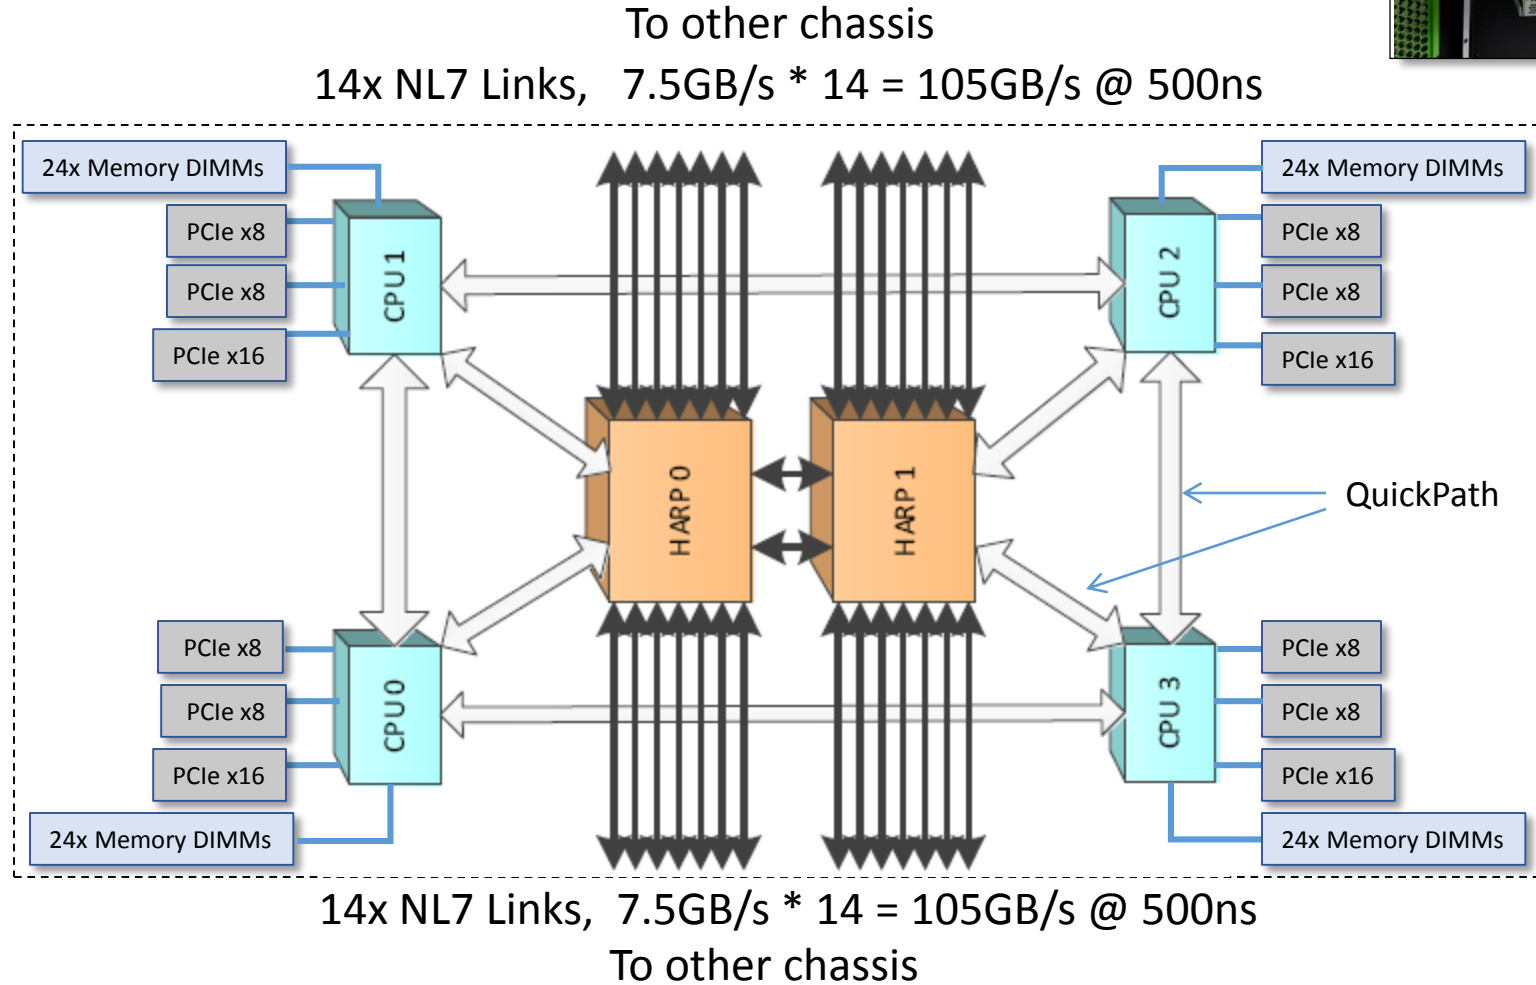 To other chassis
14x NL7 Links, 7.5GB/s * 14 = 105GB/s @ 500ns
24x Memory DIMMs
24x Memory DIMMs
PCIe x8
PCIe x8
PCIe x16
CPU 1
CPU 2
PCIe x8
PCIe x8
PCIe x16
HARP 0
HARP 1
QuickPath
PCIe x8
PCIe x8
PCIe x16
CPU 0
CPU 3
PCIe x8
PCIe x8
PCIe x16
24x Memory DIMMs
24x Memory DIMMs
14x NL7 Links, 7.5GB/s * 14 = 105GB/s @ 500ns
To other chassis